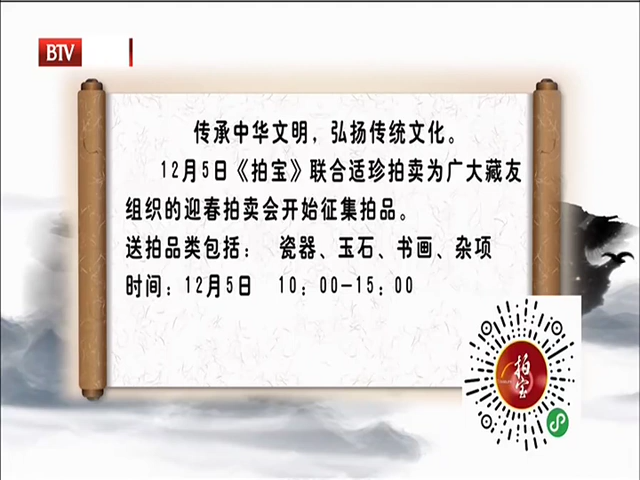 BTV
传承中华文明，弘扬传统文化。
12月5日《拍宝》联合适珍拍卖为广大藏友
组织的迎春拍卖会开始征集拍品。
送拍品类包括： 瓷器、玉石、书画、杂项
时间：12月5日 10：00-15：00
拍宝